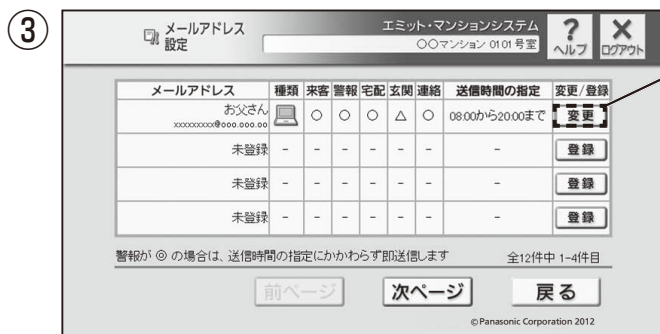 ③
メールアドレス
設定
エミット・マンションシステム
○○マンション 0101 号室
?
ヘルプ
×
ログアウト
メールアドレス 種類 来客 警報 宅配 玄関 連絡 送信時間の指定 変更/登録
お父さん ○ ○ ○ △ ○ 08:00から20:00まで 変更
xxxxxxxxx@ooo.ooo.oo
未登録 - - - - - - - 登録
未登録 - - - - - - - 登録
未登録 - - - - - - - 登録
警報が ◎ の場合は、送信時間の指定にかかわらず即送信します 全12件中 1-4件目
前ページ 次ページ 戻る
©Panasonic Corporation 2012